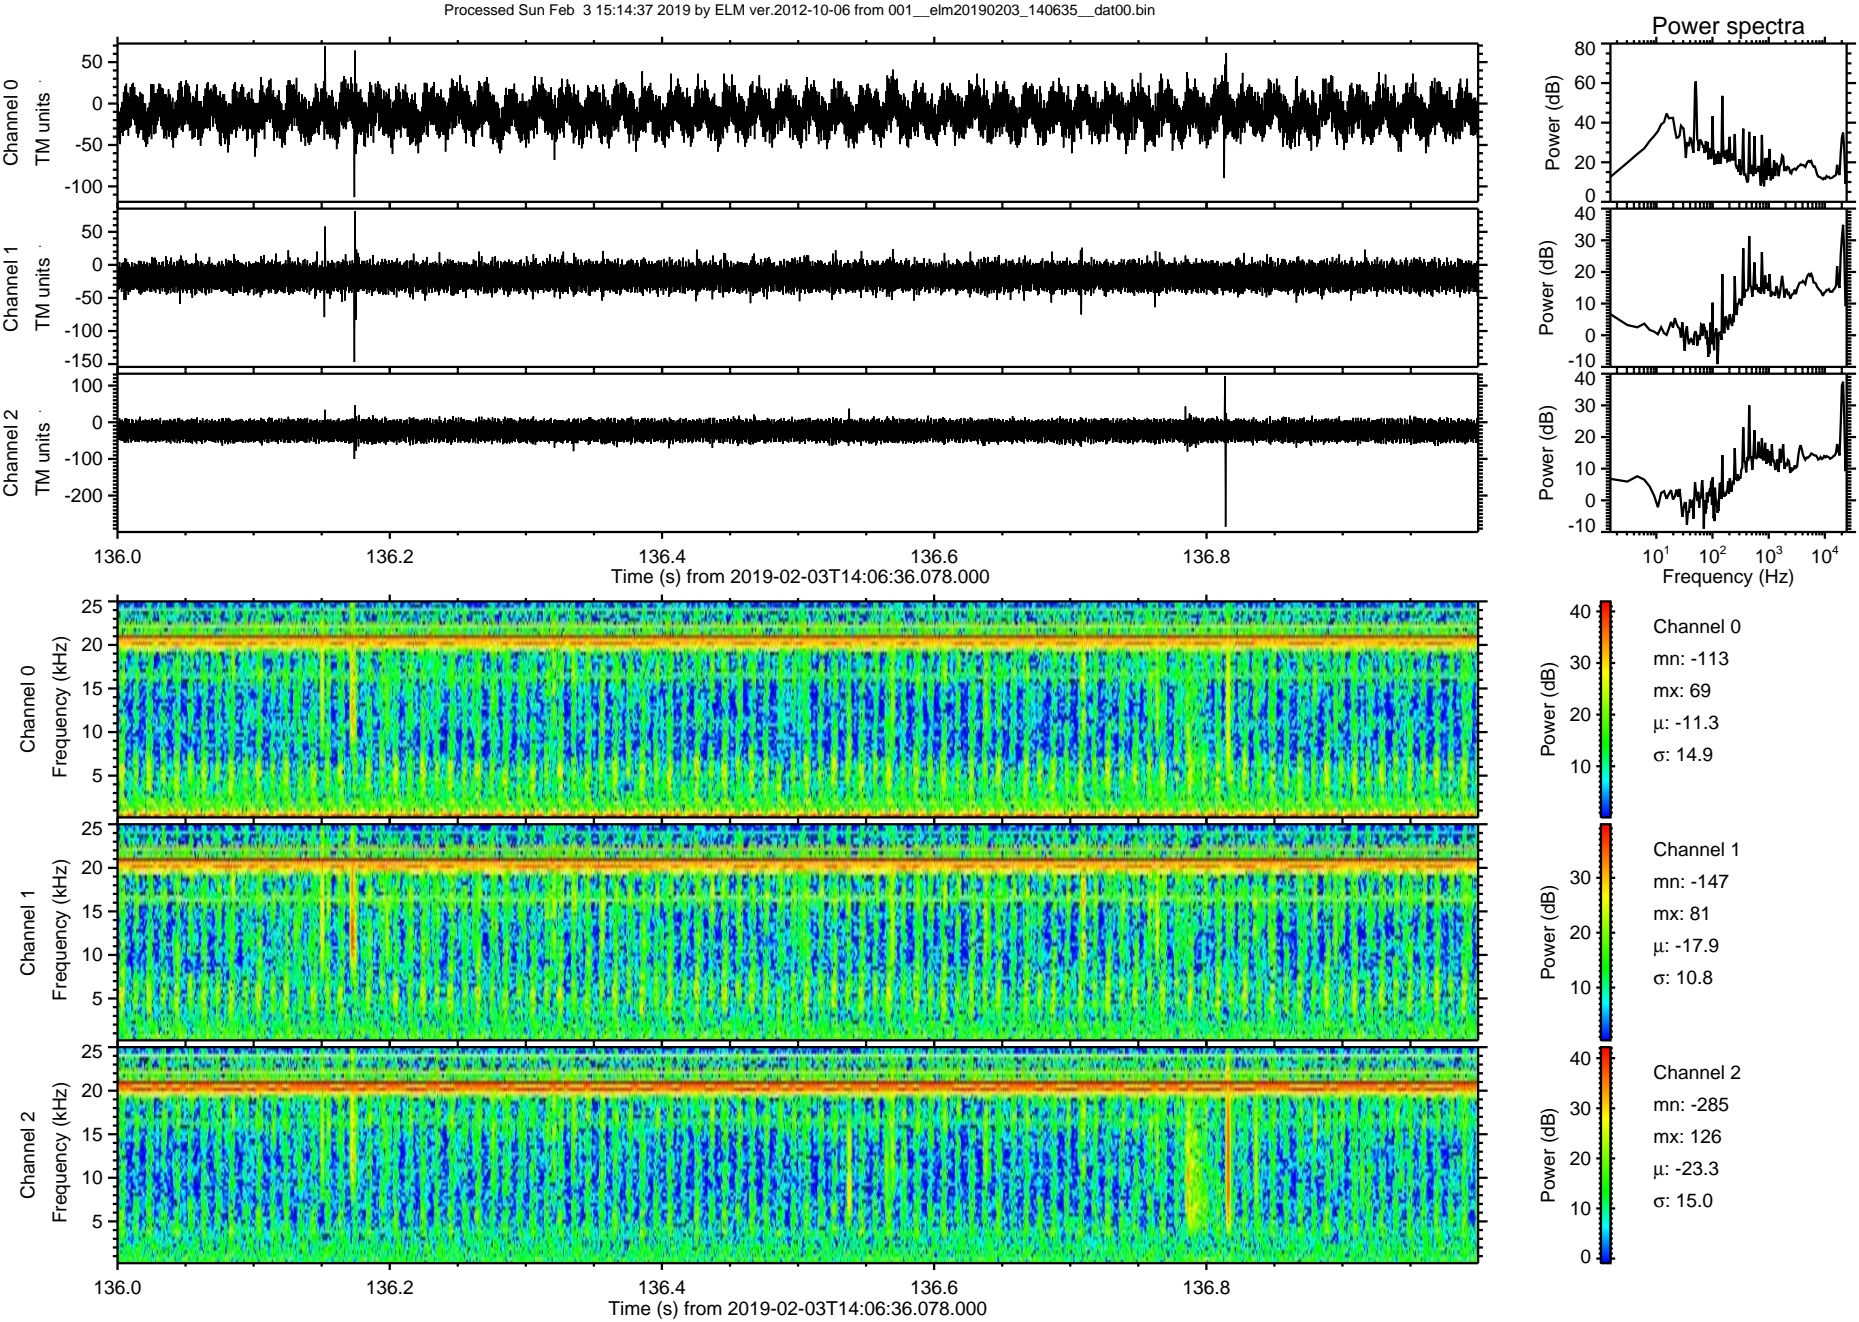 Processed Sun Feb  3 15:14:37 2019 by ELM ver.2012-10-06 from 001__elm20190203_140635__dat00.bin
Power spectra
Channel 0
TM units
50
0
-50
-100
Power (dB)
80
60
40
20
0
Channel 1
TM units
50
0
-50
-100
-150
Power (dB)
40
30
20
10
0
-10
Channel 2
TM units
100
0
-100
-200
Power (dB)
40
30
20
10
0
-10
136.0 136.2 136.4 136.6 136.8
Time (s) from 2019-02-03T14:06:36.078.000
10¹ 10² 10³ 10⁴
Frequency (Hz)
Channel 0
Frequency (kHz)
25
20
15
10
5
Power (dB)
40
30
20
10
Channel 0
mn: -113
mx: 69
μ: -11.3
σ: 14.9
Channel 1
Frequency (kHz)
25
20
15
10
5
Power (dB)
30
20
10
Channel 1
mn: -147
mx: 81
μ: -17.9
σ: 10.8
Channel 2
Frequency (kHz)
25
20
15
10
5
Power (dB)
40
30
20
10
0
Channel 2
mn: -285
mx: 126
μ: -23.3
σ: 15.0
136.0 136.2 136.4 136.6 136.8
Time (s) from 2019-02-03T14:06:36.078.000